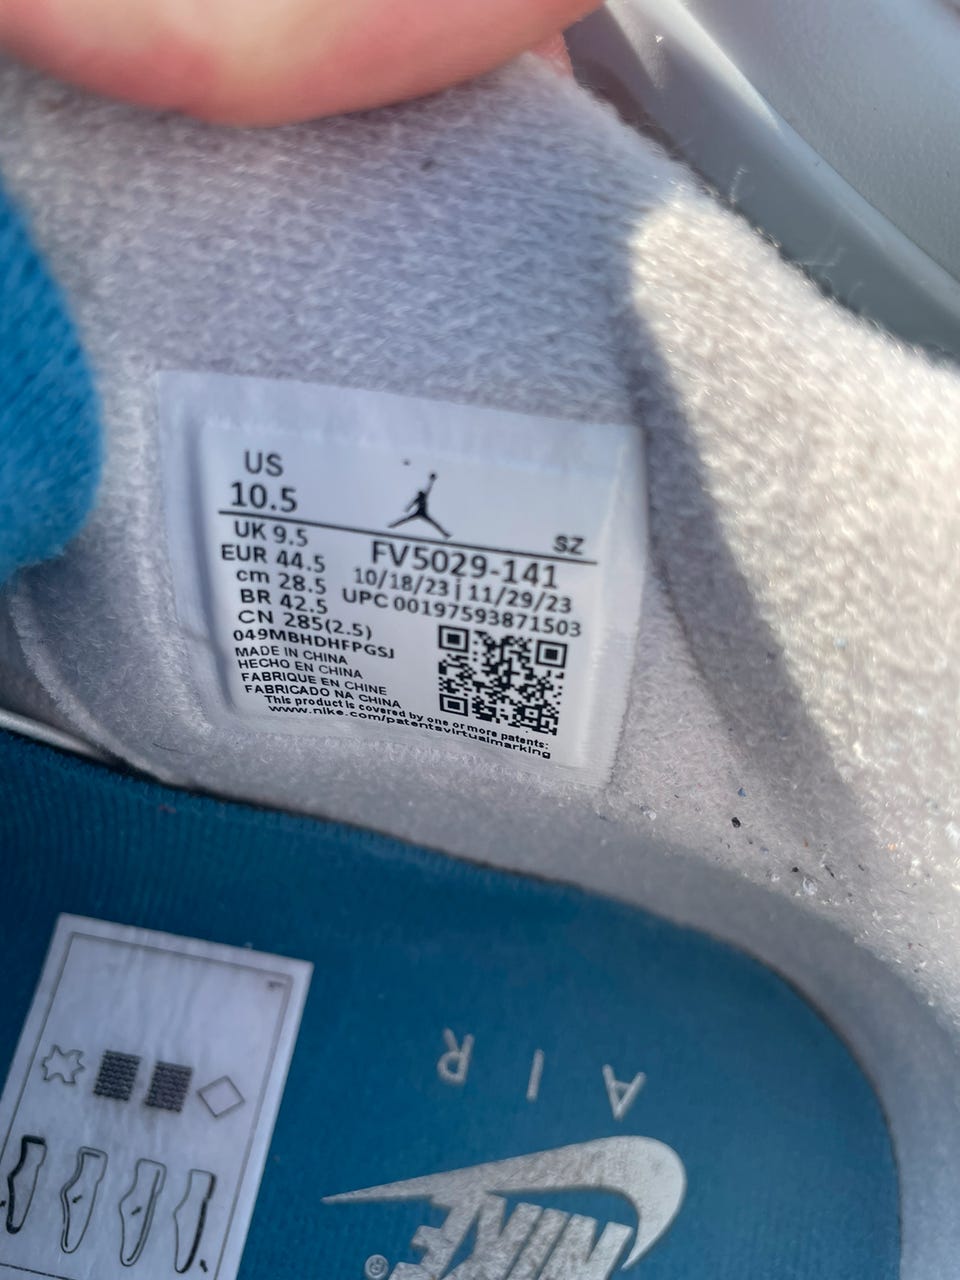 US
10.5
SZ
UK 9.5
FV5029-141
EUR 44.5
10/18/23 | 11/29/23
cm 28.5
UPC 00197593871503
BR 42.5
CN 285(2.5)
049MBHDHFPGSJ
MADE IN CHINA
HECHO EN CHINA
FABRIQUE EN CHINE
FABRICADO NA CHINA
This product is covered by one or more patents:
www.nike.com/patentsvirtualmarking
AIR
NIKE
®